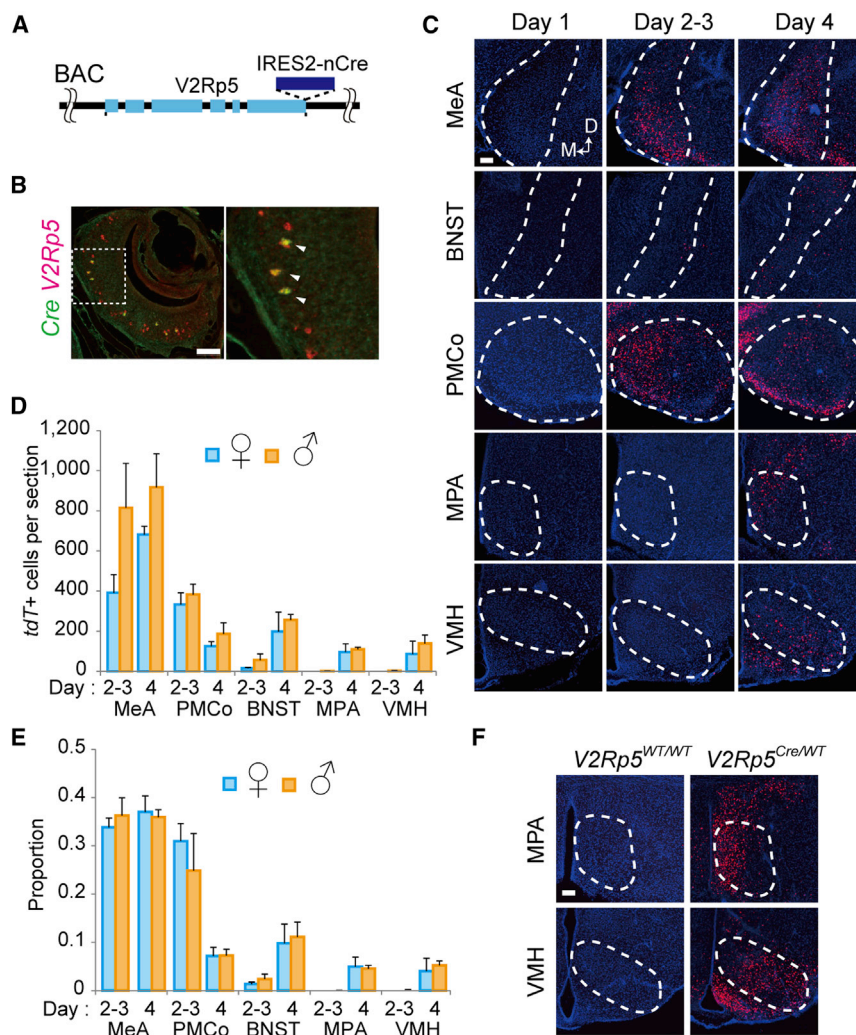 A
BAC
V2Rp5
IRES2-nCre
B
Cre V2Rp5
C
Day 1
Day 2-3
Day 4
MeA
D
M
BNST
PMCo
MPA
VMH
D
tdT+ cells per section
1,200
1,000
800
600
400
200
0
♀ ♂
Day : 2-3 4 2-3 4 2-3 4 2-3 4 2-3 4
MeA PMCo BNST MPA VMH
E
Proportion
0.5
0.4
0.3
0.2
0.1
0
♀ ♂
Day : 2-3 4 2-3 4 2-3 4 2-3 4 2-3 4
MeA PMCo BNST MPA VMH
F
V2Rp5WT/WT V2Rp5Cre/WT
MPA
VMH